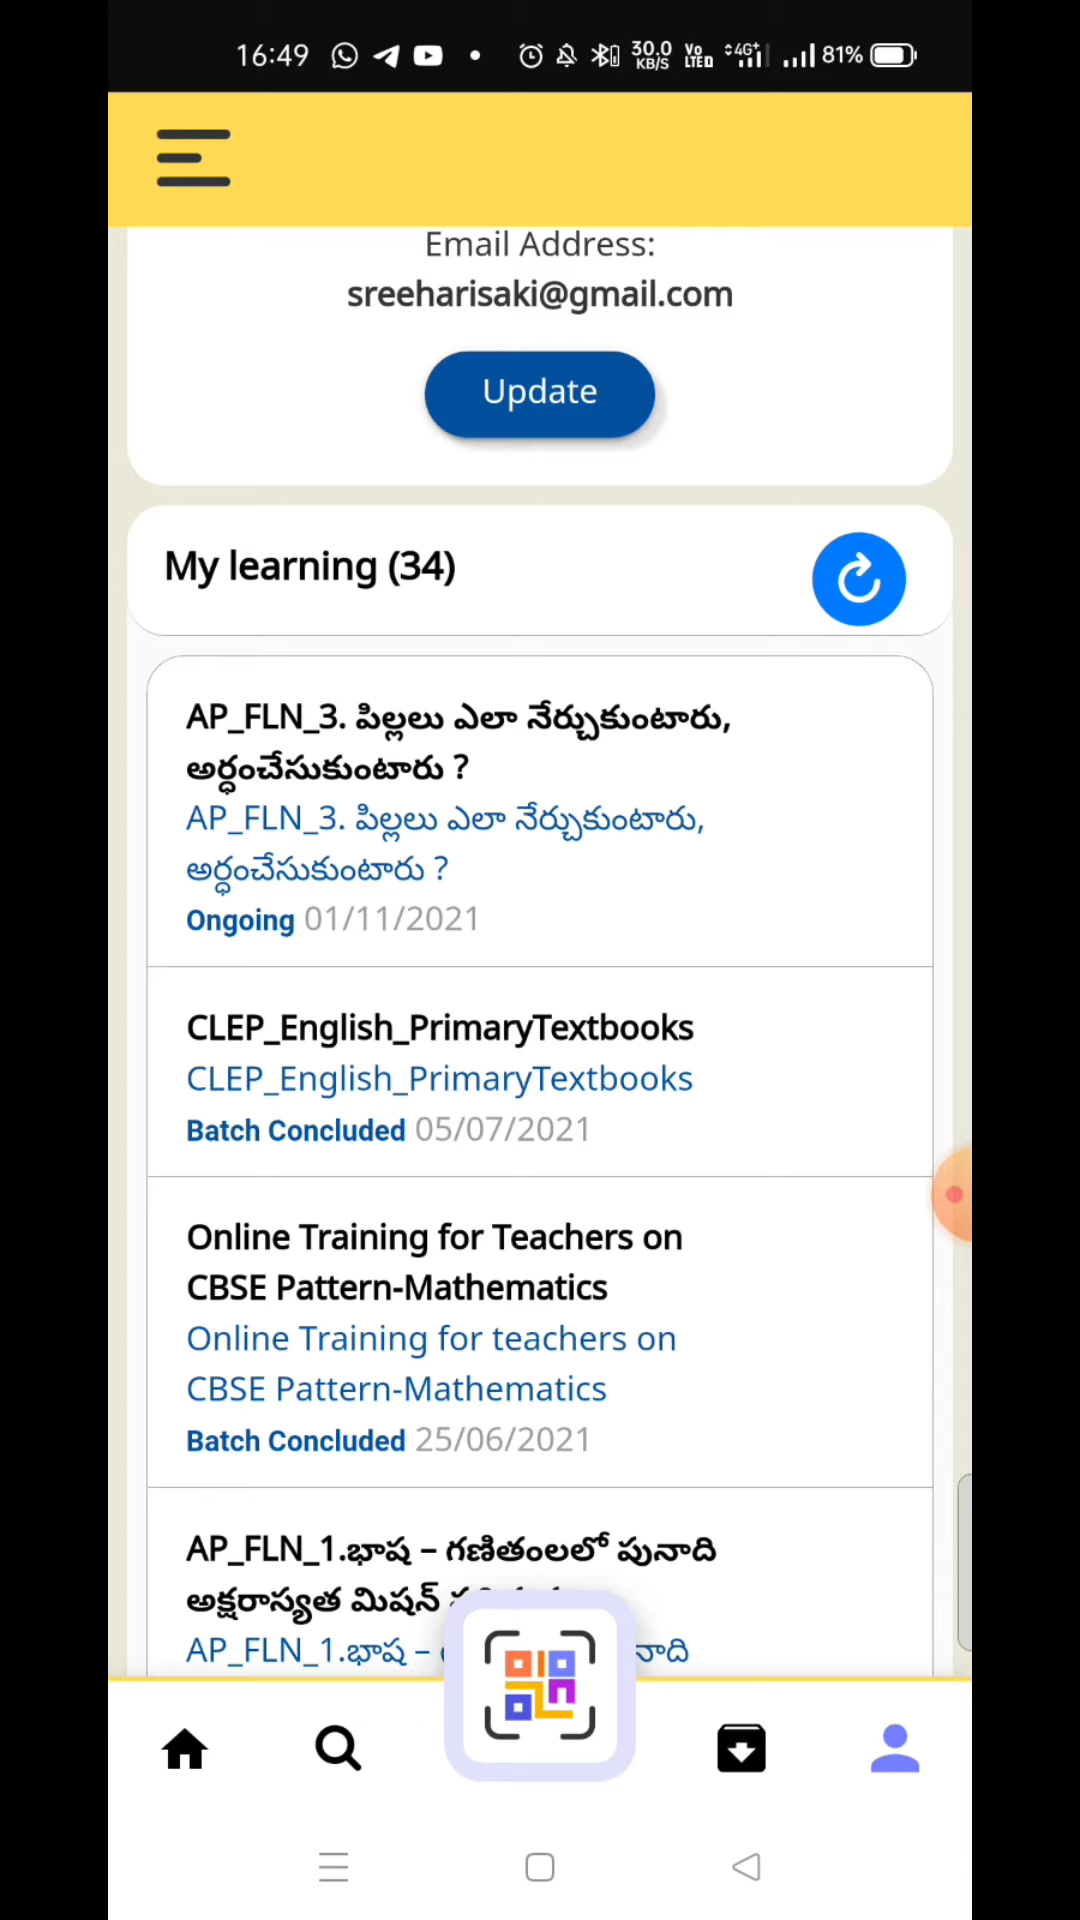 16:49 30.0 KB/S Vo LTED 4G+ 81%
Email Address:
sreeharisaki@gmail.com
Update
My learning (34)
AP_FLN_3. పిల్లలు ఎలా నేర్చుకుంటారు,
అర్ధంచేసుకుంటారు ?
AP_FLN_3. పిల్లలు ఎలా నేర్చుకుంటారు,
అర్ధంచేసుకుంటారు ?
Ongoing 01/11/2021
CLEP_English_PrimaryTextbooks
CLEP_English_PrimaryTextbooks
Batch Concluded 05/07/2021
Online Training for Teachers on
CBSE Pattern-Mathematics
Online Training for teachers on
CBSE Pattern-Mathematics
Batch Concluded 25/06/2021
AP_FLN_1.భాష – గణితంలలో పునాది
అక్షరాస్యత మిషన్
AP_FLN_1.భాష –